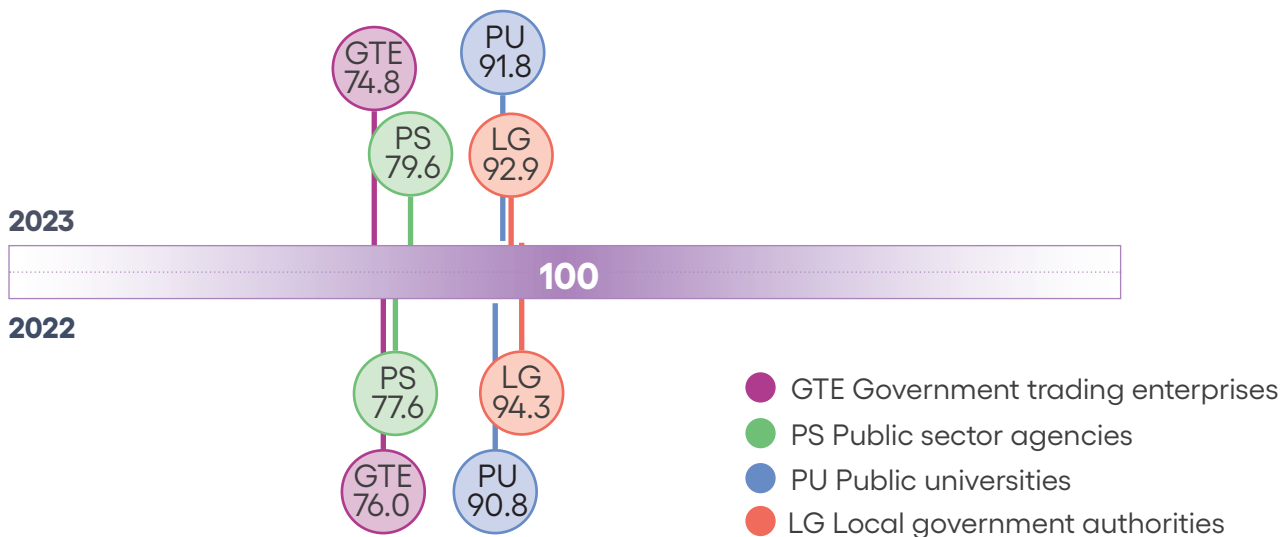 GTE
74.8
PU
91.8
PS
79.6
LG
92.9
2023
100
2022
PS
77.6
LG
94.3
GTE
76.0
PU
90.8
GTE Government trading enterprises
PS Public sector agencies
PU Public universities
LG Local government authorities